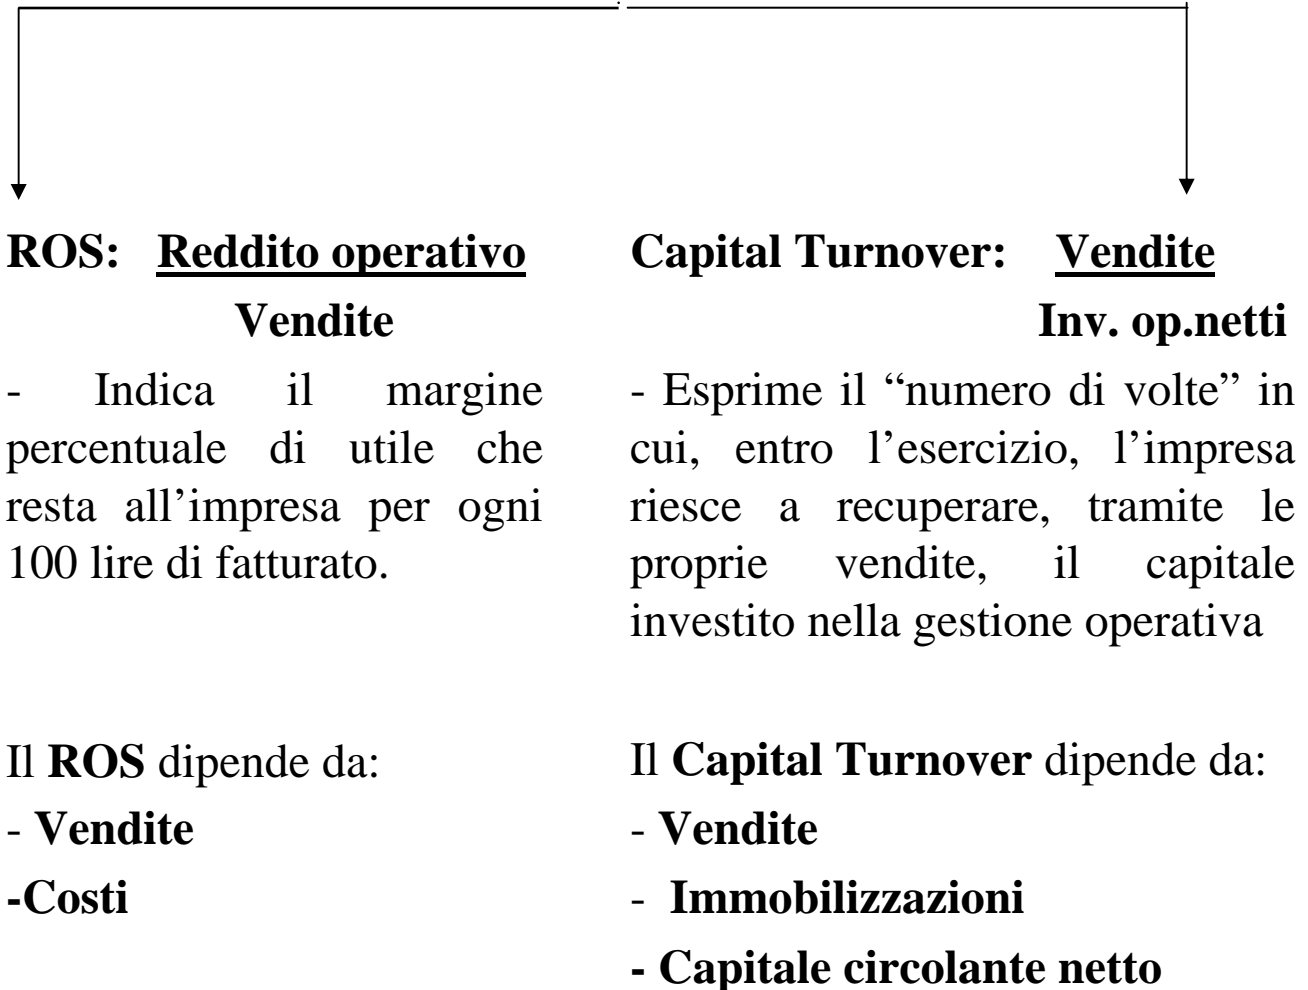 ROS: Reddito operativo
Vendite
- Indica il margine
percentuale di utile che
resta all’impresa per ogni
100 lire di fatturato.
Il ROS dipende da:
- Vendite
-Costi
Capital Turnover: Vendite
Inv. op.netti
- Esprime il “numero di volte” in
cui, entro l’esercizio, l’impresa
riesce a recuperare, tramite le
proprie vendite, il capitale
investito nella gestione operativa
Il Capital Turnover dipende da:
- Vendite
- Immobilizzazioni
- Capitale circolante netto